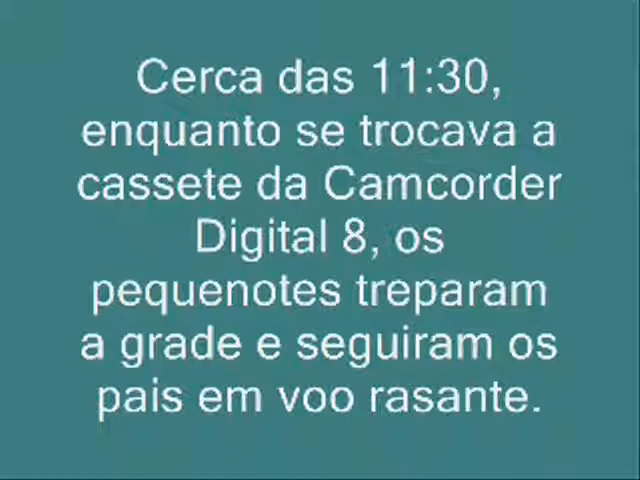 Cerca das 11:30,
enquanto se trocava a
cassete da Camcorder
Digital 8, os
pequenotes treparam
a grade e seguiram os
pais em voo rasante.